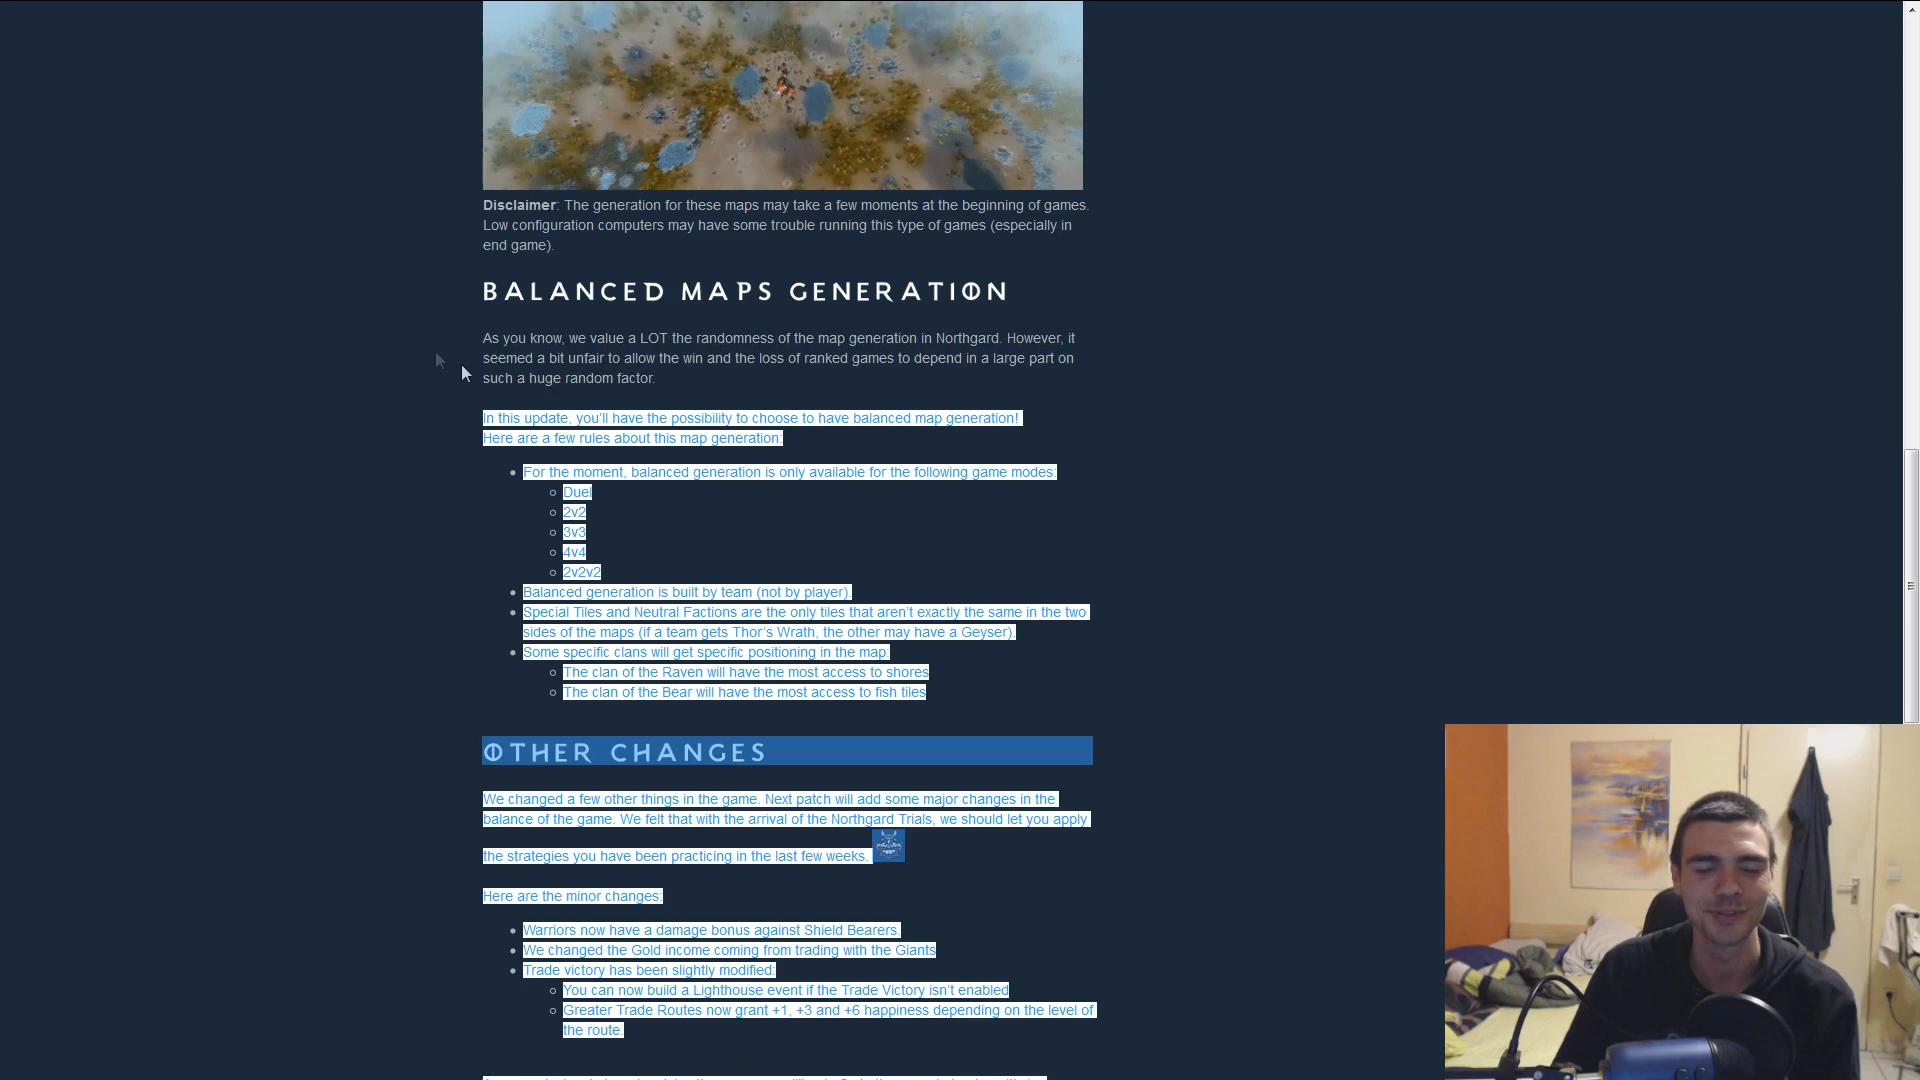 Disclaimer: The generation for these maps may take a few moments at the beginning of games.
Low configuration computers may have some trouble running this type of games (especially in
end game).
BALANCED MAPS GENERATION
As you know, we value a LOT the randomness of the map generation in Northgard. However, it
seemed a bit unfair to allow the win and the loss of ranked games to depend in a large part on
such a huge random factor.
In this update, you'll have the possibility to choose to have balanced map generation!
Here are a few rules about this map generation:
For the moment, balanced generation is only available for the following game modes:
Duel
2v2
3v3
4v4
2v2v2
Balanced generation is built by team (not by player).
Special Tiles and Neutral Factions are the only tiles that aren't exactly the same in the two
sides of the maps (if a team gets Thor's Wrath, the other may have a Geyser).
Some specific clans will get specific positioning in the map:
The clan of the Raven will have the most access to shores
The clan of the Bear will have the most access to fish tiles
OTHER CHANGES
We changed a few other things in the game. Next patch will add some major changes in the
balance of the game. We felt that with the arrival of the Northgard Trials, we should let you apply
the strategies you have been practicing in the last few weeks.
Here are the minor changes:
Warriors now have a damage bonus against Shield Bearers.
We changed the Gold income coming from trading with the Giants
Trade victory has been slightly modified:
You can now build a Lighthouse event if the Trade Victory isn't enabled
Greater Trade Routes now grant +1, +3 and +6 happiness depending on the level of
the route.